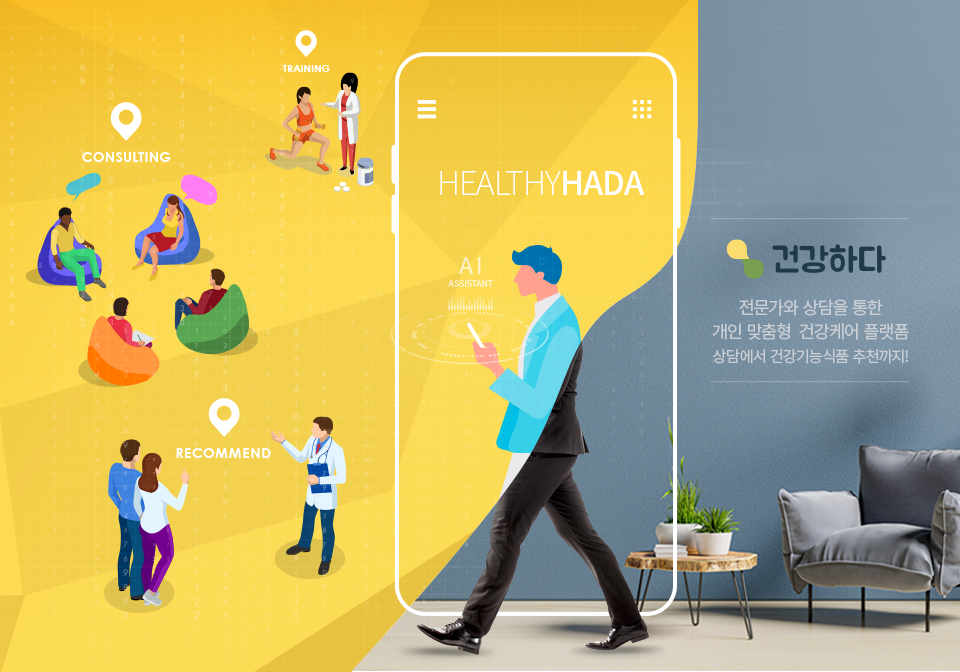 TRAINING
CONSULTING
HEALTHYHADA
AI
ASSISTANT
건강하다
전문가와 상담을 통한
개인 맞춤형 건강케어 플랫폼
상담에서 건강기능식품 추천까지!
RECOMMEND